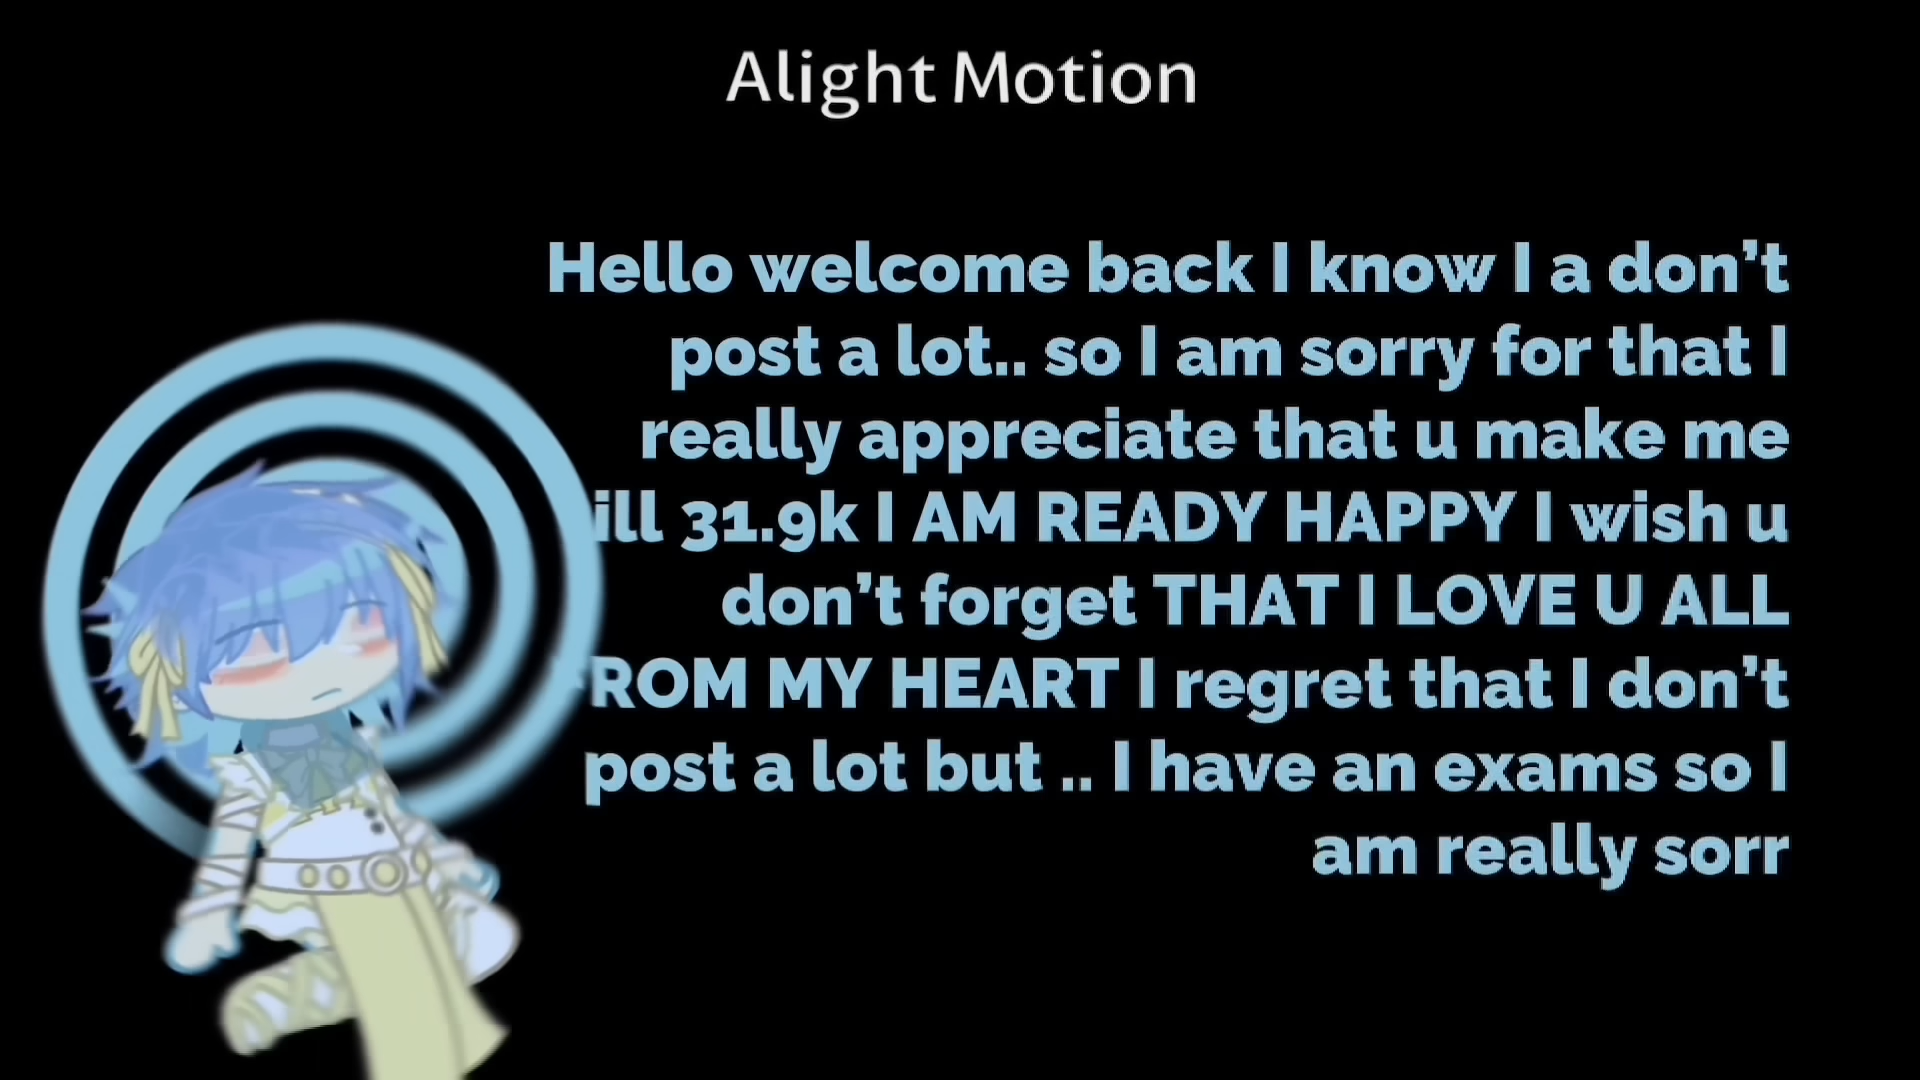 Alight Motion
Hello welcome back I know I a don’t
post a lot.. so I am sorry for that I
really appreciate that u make me
ill 31.9k I AM READY HAPPY I wish u
don’t forget THAT I LOVE U ALL
FROM MY HEART I regret that I don’t
post a lot but .. I have an exams so I
am really sorr